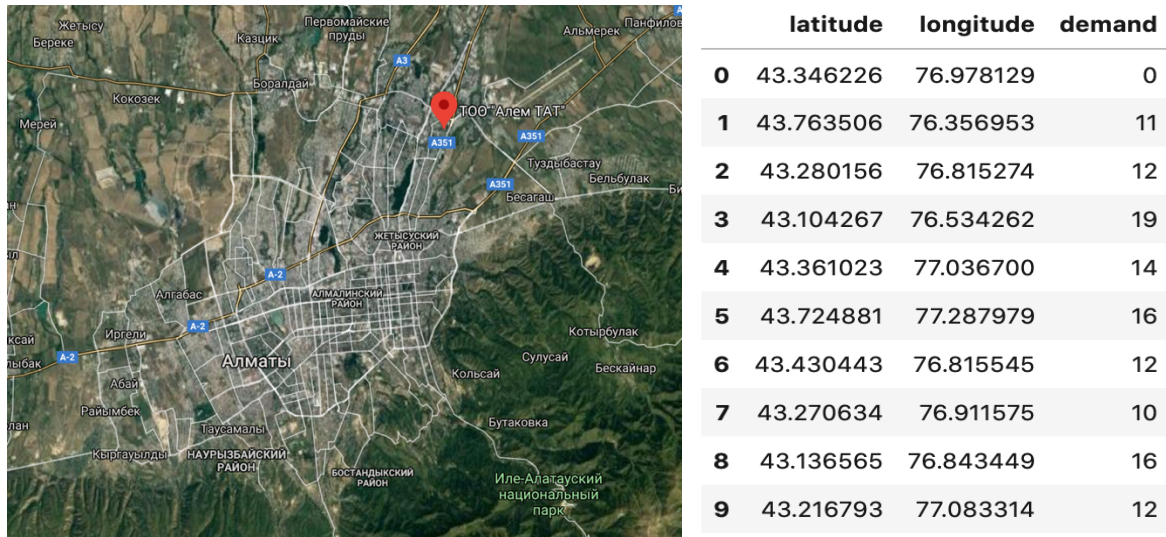 Жетысу
Первомайские
пруды
Панфилов
Береке
Казцик
Альмерек
A3
Боралдай
Кокозек
ТОО "Алем ТАТ"
Мерей
A351
A351
Туздыбастау
A351
Бельбулак
Би
Бесагаш
ЖЕТЫСУСКИЙ
РАЙОН
A-2
Алгабас
АЛМАЛИНСКИЙ
РАЙОН
A-2
Иргели
Котырбулак
ксай
A-2
Алматы
Сулусай
лыбак
Бескайнар
Кольсай
Абай
Райымбек
Бутаковка
лан
Таусамалы
Кыргауылды
НАУРЫЗБАЙСКИЙ
РАЙОН
БОСТАНДЫКСКИЙ
РАЙОН
Иле-Алатауский
национальный
парк
latitude longitude demand
0 43.346226 76.978129 0
1 43.763506 76.356953 11
2 43.280156 76.815274 12
3 43.104267 76.534262 19
4 43.361023 77.036700 14
5 43.724881 77.287979 16
6 43.430443 76.815545 12
7 43.270634 76.911575 10
8 43.136565 76.843449 16
9 43.216793 77.083314 12